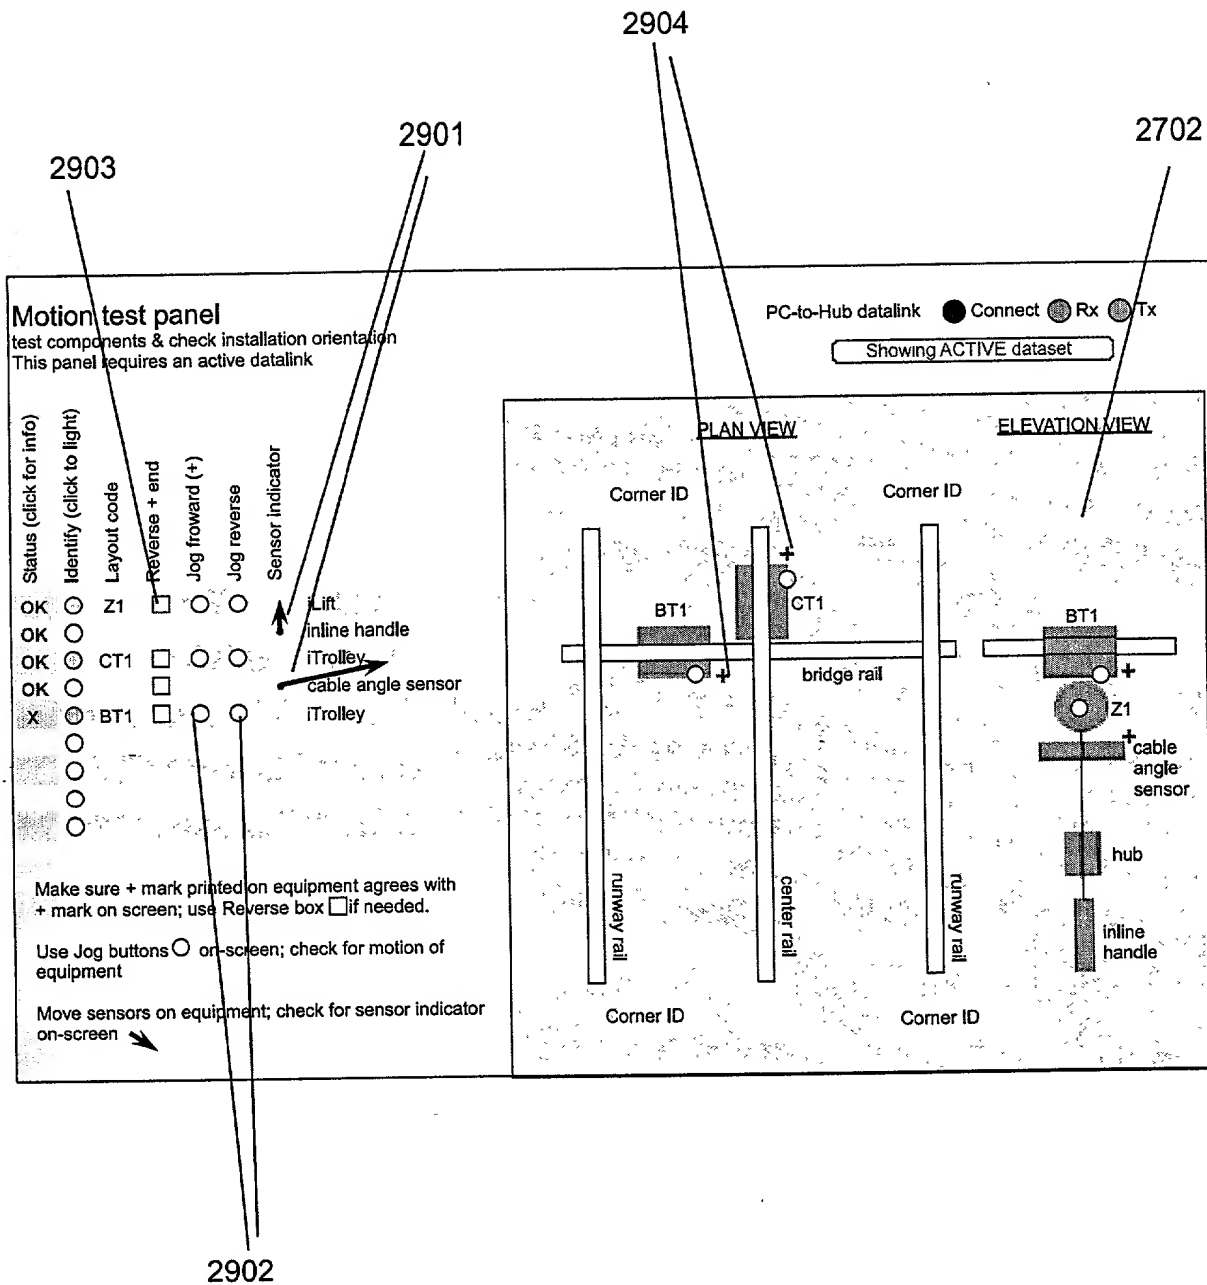 2904
2901
2702
2903
Motion test panel
test components & check installation orientation
This panel requires an active datalink
PC-to-Hub datalink Connect Rx Tx
Showing ACTIVE dataset
Status (click for info)
Identify (click to light)
Layout code
Reverse + end
Jog froward (+)
Jog reverse
Sensor indicator
OK Z1 iLift
OK inline handle
OK CT1 iTrolley
OK cable angle sensor
X BT1 iTrolley
Make sure + mark printed on equipment agrees with
+ mark on screen; use Reverse box if needed.
Use Jog buttons on-screen; check for motion of
equipment
Move sensors on equipment; check for sensor indicator
on-screen
PLAN VIEW
ELEVATION VIEW
Corner ID
Corner ID
+
BT1
CT1
BT1
+
bridge rail
+
Z1
+
cable
angle
sensor
hub
runway rail
center rail
runway rail
inline
handle
Corner ID
Corner ID
2902